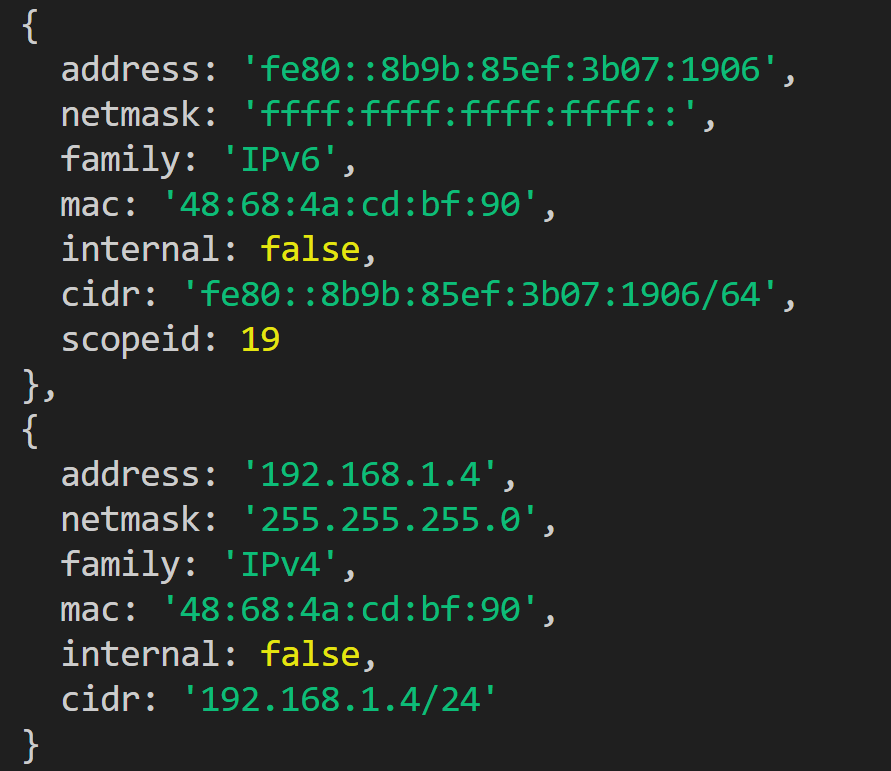 {
  address: 'fe80::8b9b:85ef:3b07:1906',
  netmask: 'ffff:ffff:ffff:ffff::',
  family: 'IPv6',
  mac: '48:68:4a:cd:bf:90',
  internal: false,
  cidr: 'fe80::8b9b:85ef:3b07:1906/64',
  scopeid: 19
},
{
  address: '192.168.1.4',
  netmask: '255.255.255.0',
  family: 'IPv4',
  mac: '48:68:4a:cd:bf:90',
  internal: false,
  cidr: '192.168.1.4/24'
}